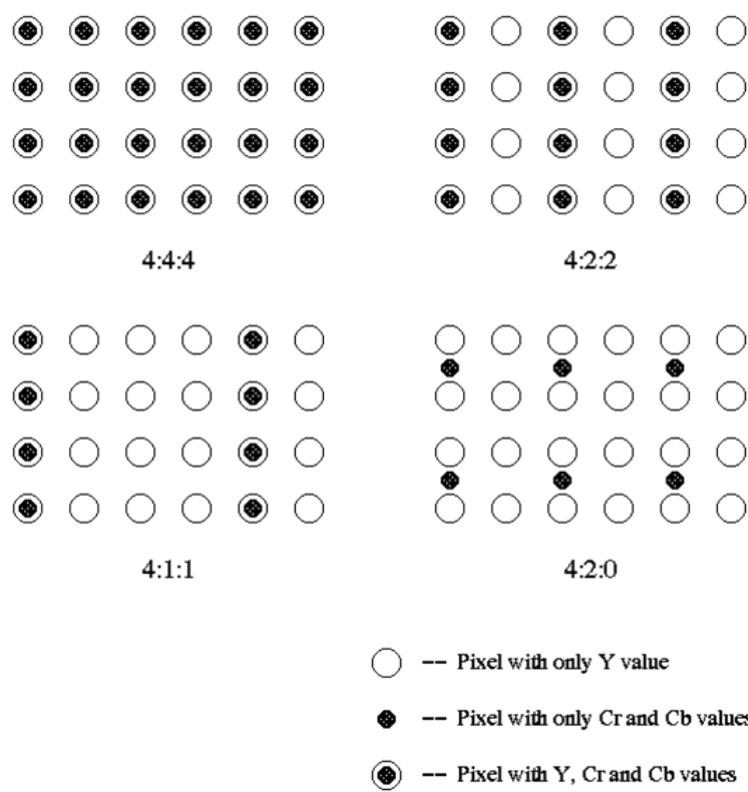 4:4:4
4:2:2
4:1:1
4:2:0
-- Pixel with only Y value
-- Pixel with only Cr and Cb values
-- Pixel with Y, Cr and Cb values